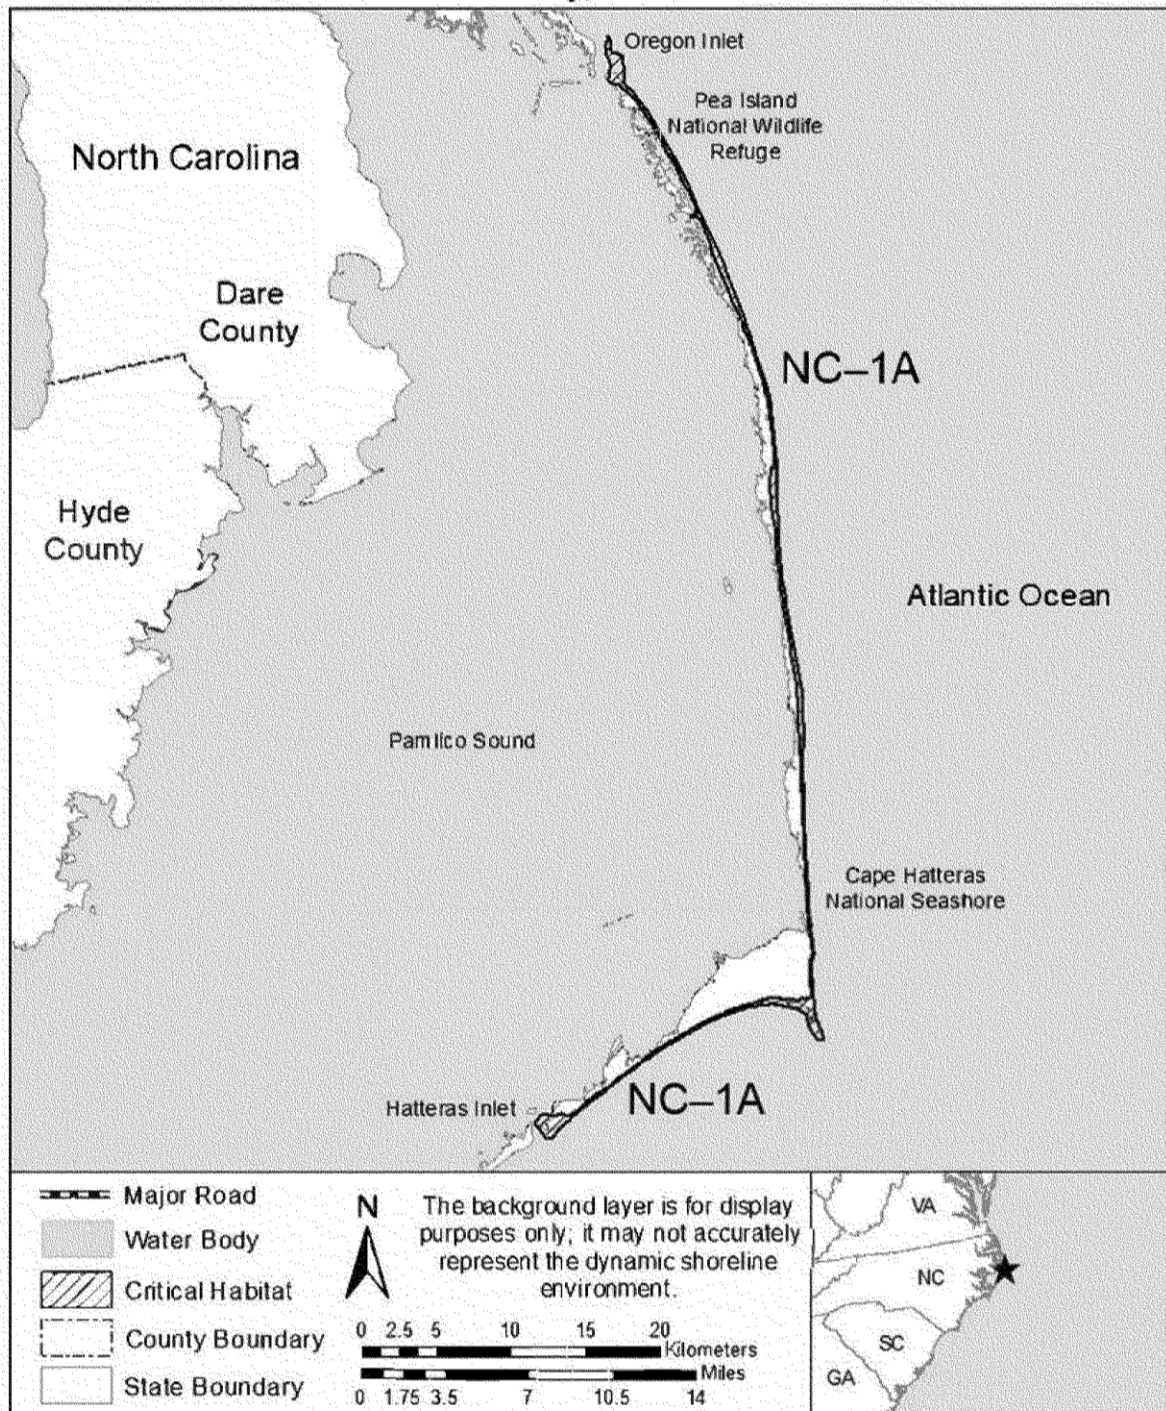 Oregon Inlet
Pea Island
National Wildlife
Refuge
North Carolina
Dare
County
NC–1A
Hyde
County
Atlantic Ocean
Pamlico Sound
Cape Hatteras
National Seashore
Hatteras Inlet
NC–1A
Major Road
Water Body
Critical Habitat
County Boundary
State Boundary
N
The background layer is for display
purposes only; it may not accurately
represent the dynamic shoreline
environment.
0 2.5 5 10 15 20
Kilometers
Miles
0 1.75 3.5 7 10.5 14
VA
NC
SC
GA